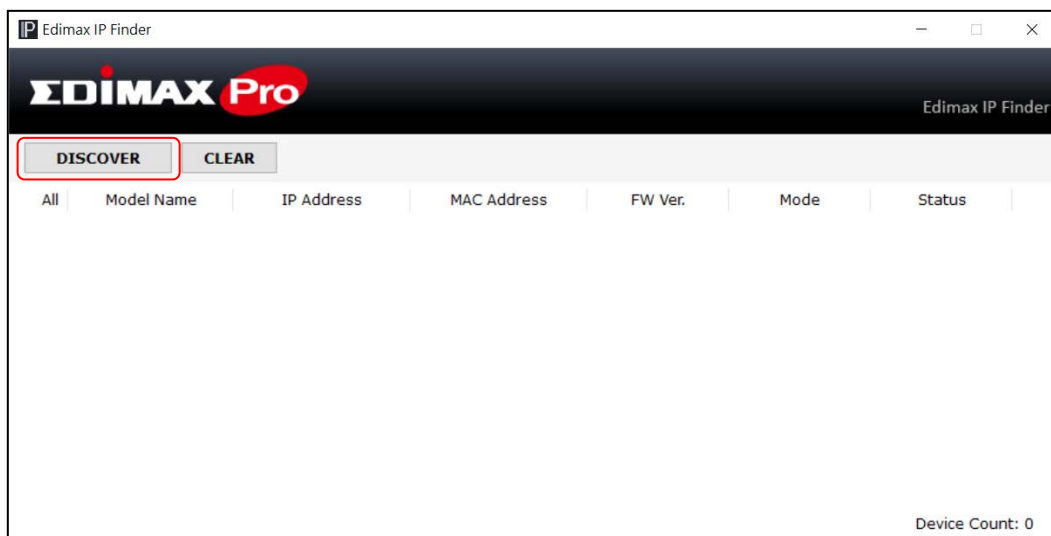 Edimax IP Finder
EDIMAX Pro
Edimax IP Finder
DISCOVER CLEAR
All Model Name IP Address MAC Address FW Ver. Mode Status
Device Count: 0